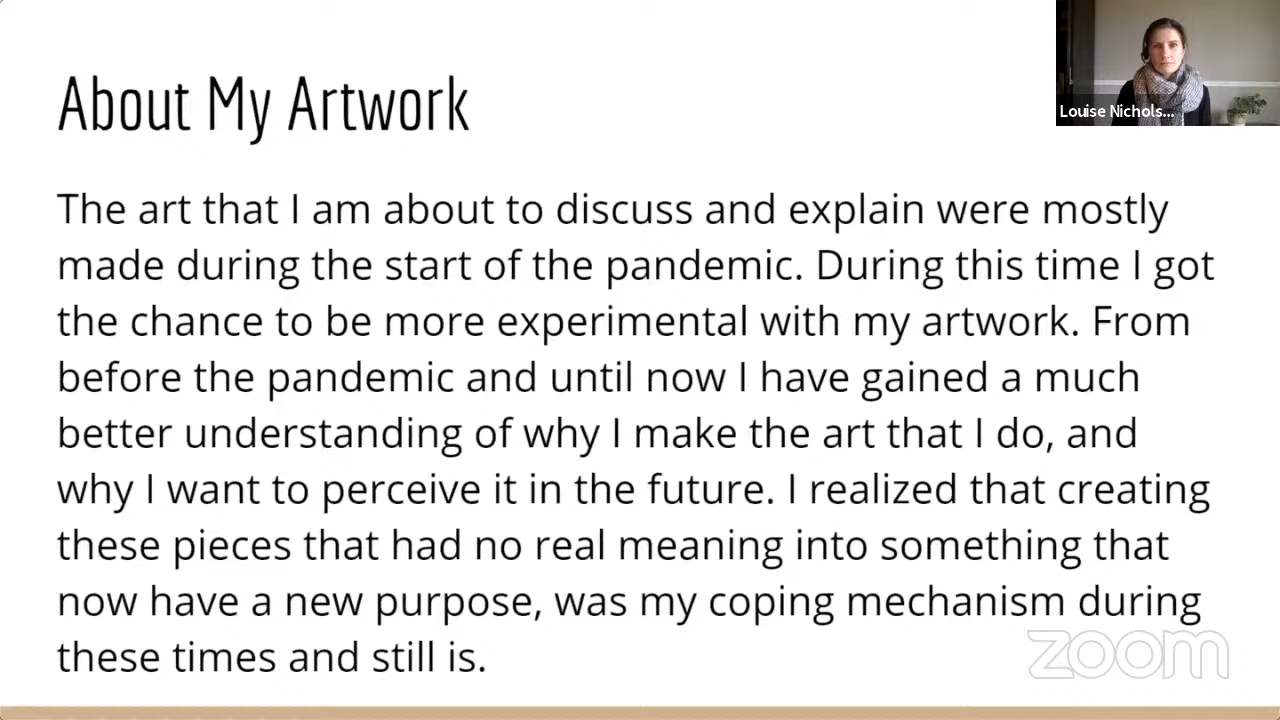 About My Artwork
Louise Nichols...
The art that I am about to discuss and explain were mostly
made during the start of the pandemic. During this time I got
the chance to be more experimental with my artwork. From
before the pandemic and until now I have gained a much
better understanding of why I make the art that I do, and
why I want to perceive it in the future. I realized that creating
these pieces that had no real meaning into something that
now have a new purpose, was my coping mechanism during
these times and still is.
zoom